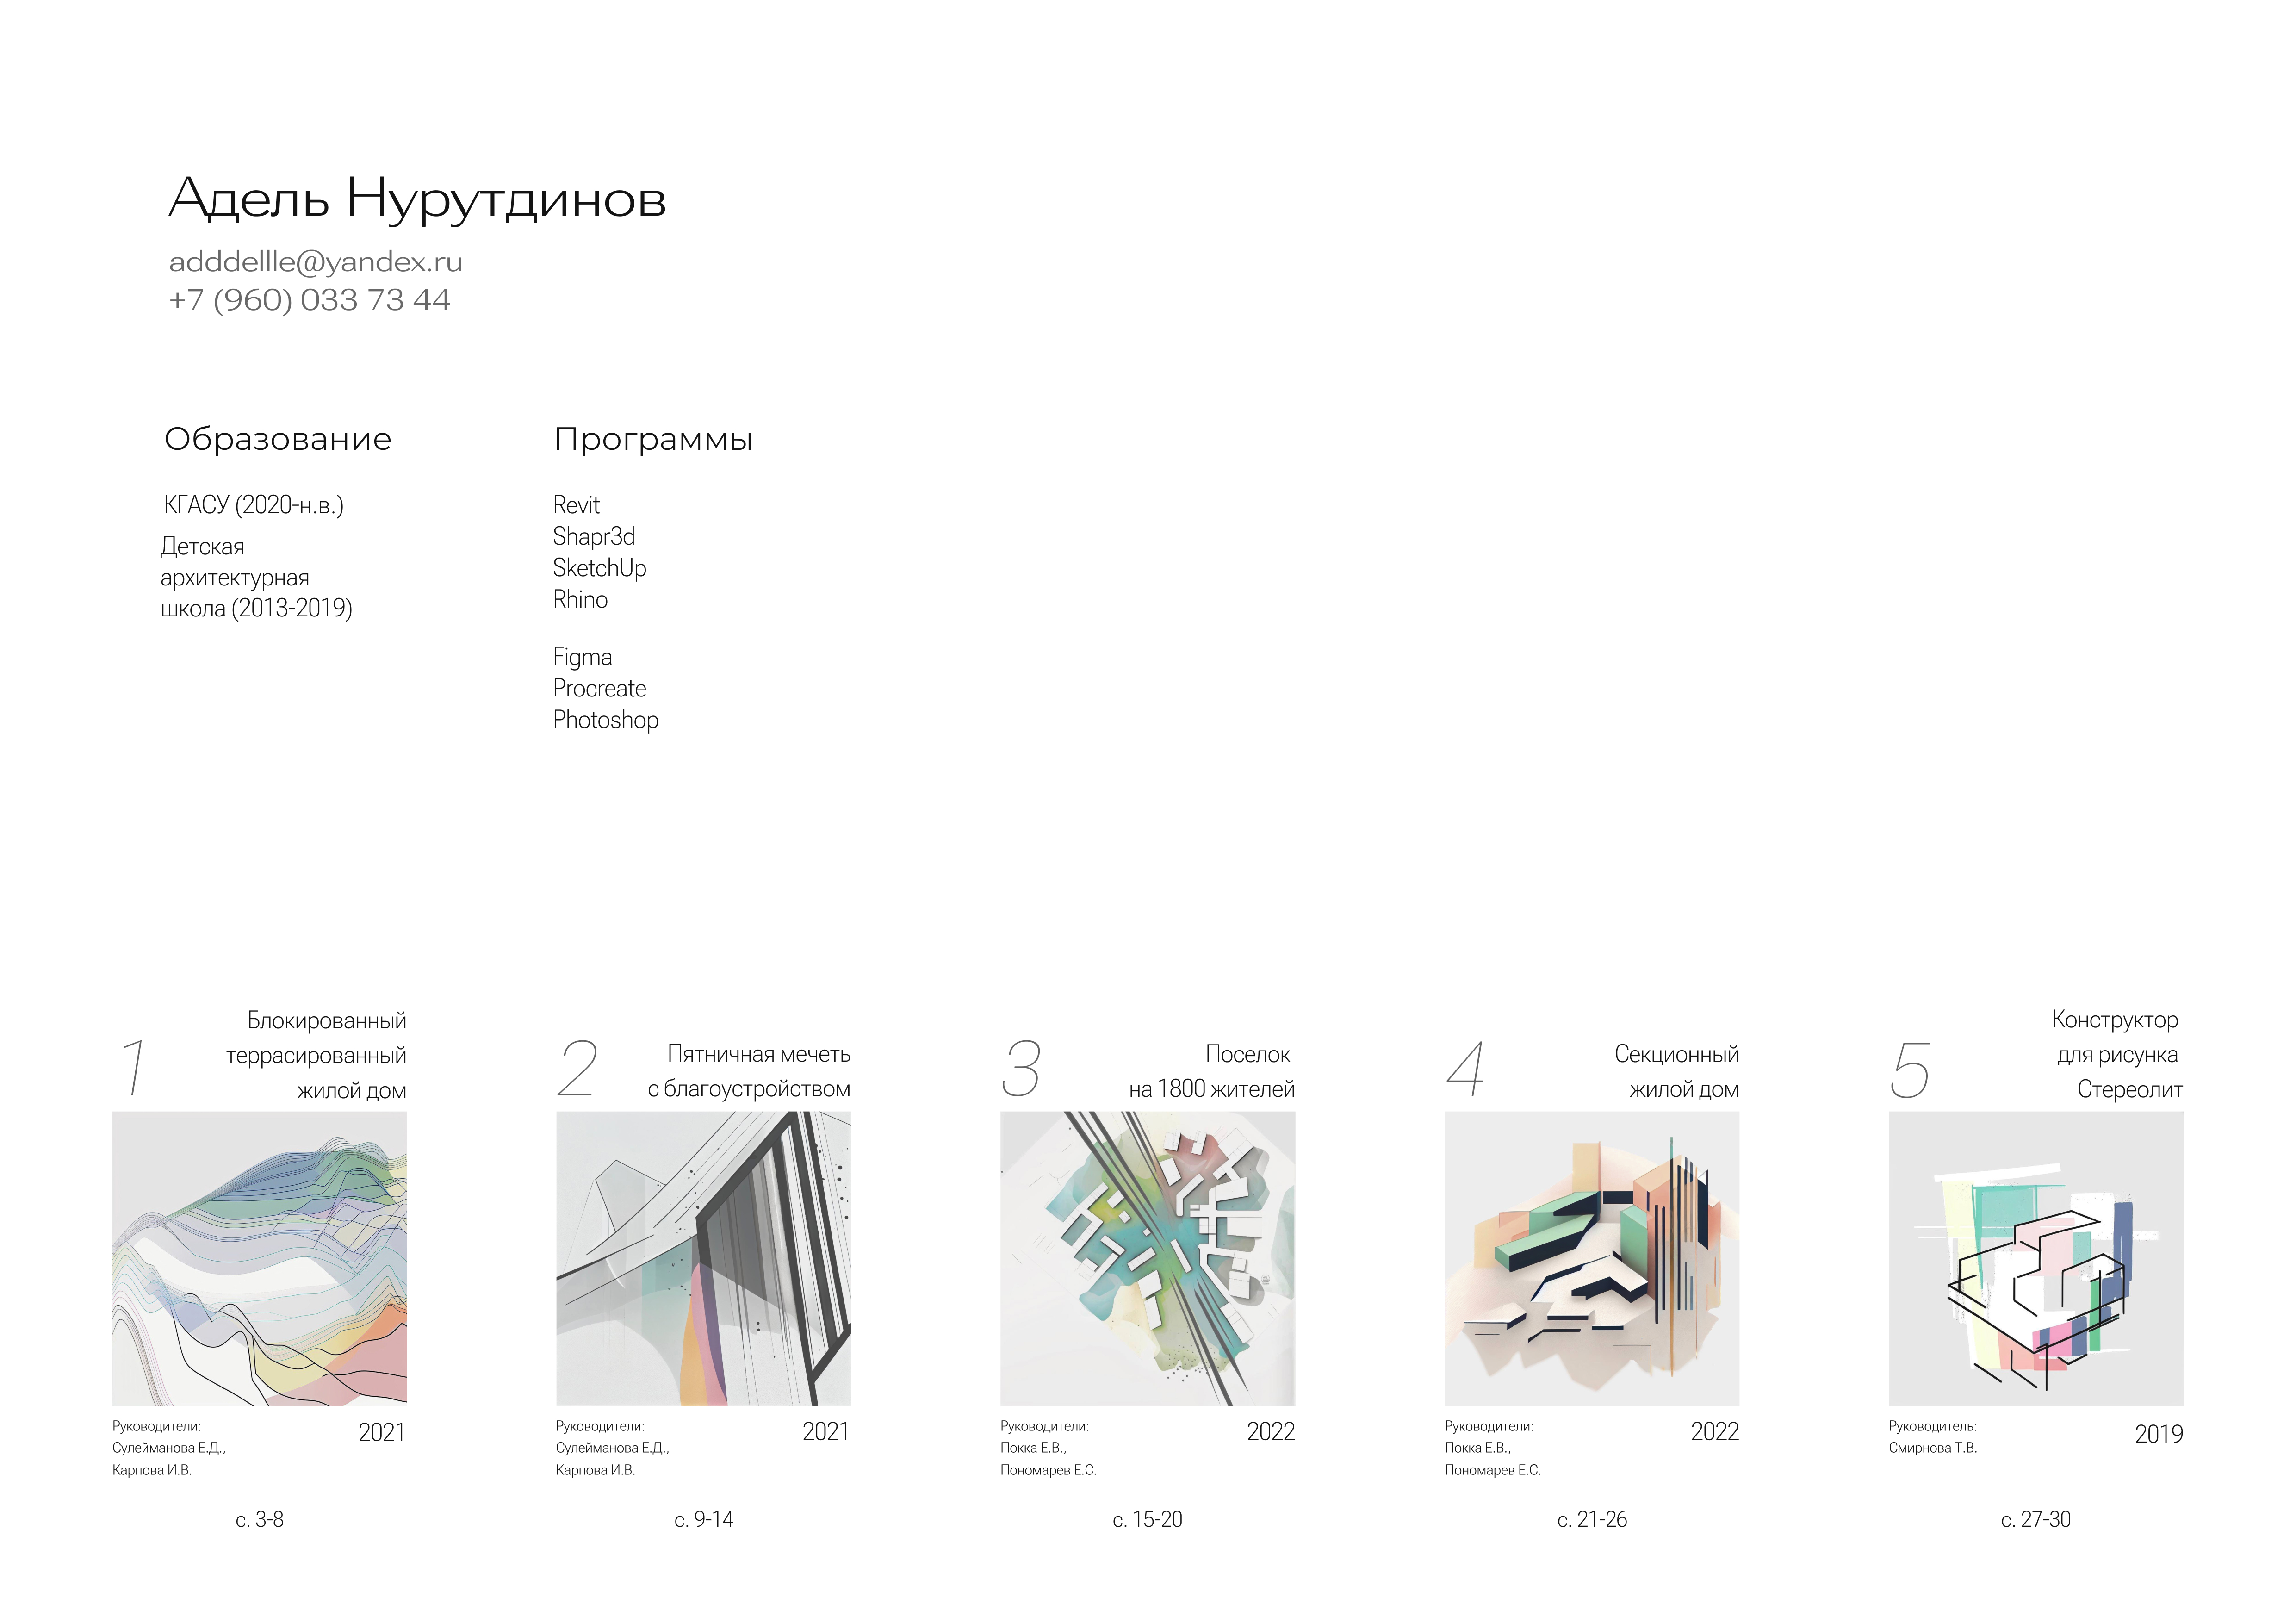 Адель Нурутдинов
adddellle@yandex.ru
+7 (960) 033 73 44
Образование
КГАСУ (2020-н.в.)
Детская
архитектурная
школа (2013-2019)
Программы
Revit
Shapr3d
SketchUp
Rhino
Figma
Procreate
Photoshop
1
Блокированный
террасированный
жилой дом
Руководители:
Сулейманова Е.Д.,
Карпова И.В.
2021
с. 3-8
2
Пятничная мечеть
с благоустройством
Руководители:
Сулейманова Е.Д.,
Карпова И.В.
2021
с. 9-14
3
Поселок
на 1800 жителей
Руководители:
Покка Е.В.,
Пономарев Е.С.
2022
с. 15-20
4
Секционный
жилой дом
Руководители:
Покка Е.В.,
Пономарев Е.С.
2022
с. 21-26
5
Конструктор
для рисунка
Стереолит
Руководитель:
Смирнова Т.В.
2019
с. 27-30